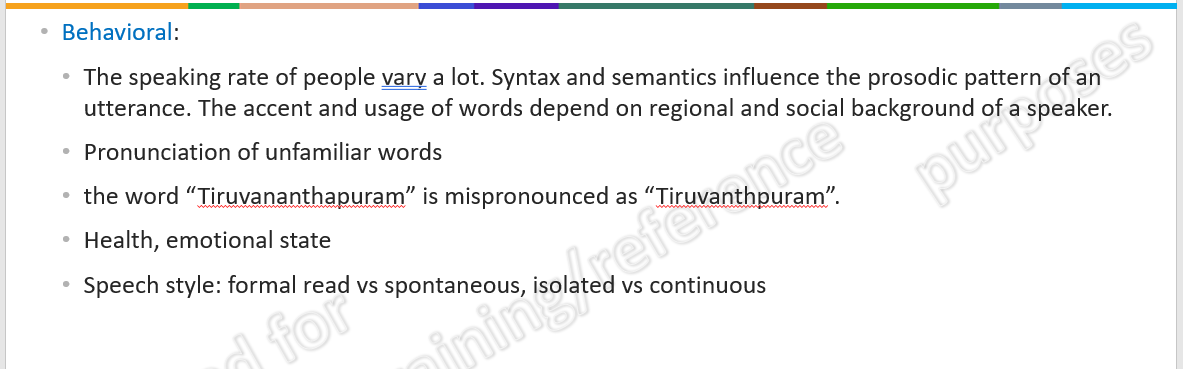 Behavioral:
The speaking rate of people vary a lot. Syntax and semantics influence the prosodic pattern of an
utterance. The accent and usage of words depend on regional and social background of a speaker.
Pronunciation of unfamiliar words
the word “Tiruvananthapuram” is mispronounced as “Tiruvanthpuram”.
Health, emotional state
Speech style: formal read vs spontaneous, isolated vs continuous
for
reference
purposes